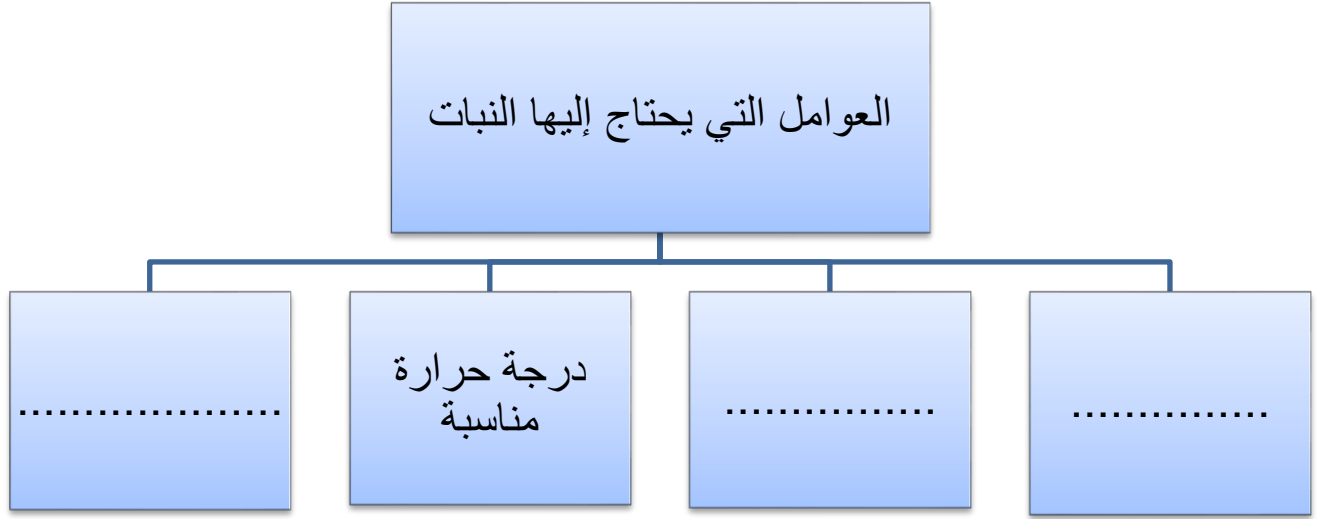 العوامل التي يحتاج إليها النبات
...............
................
درجة حرارة
مناسبة
....................